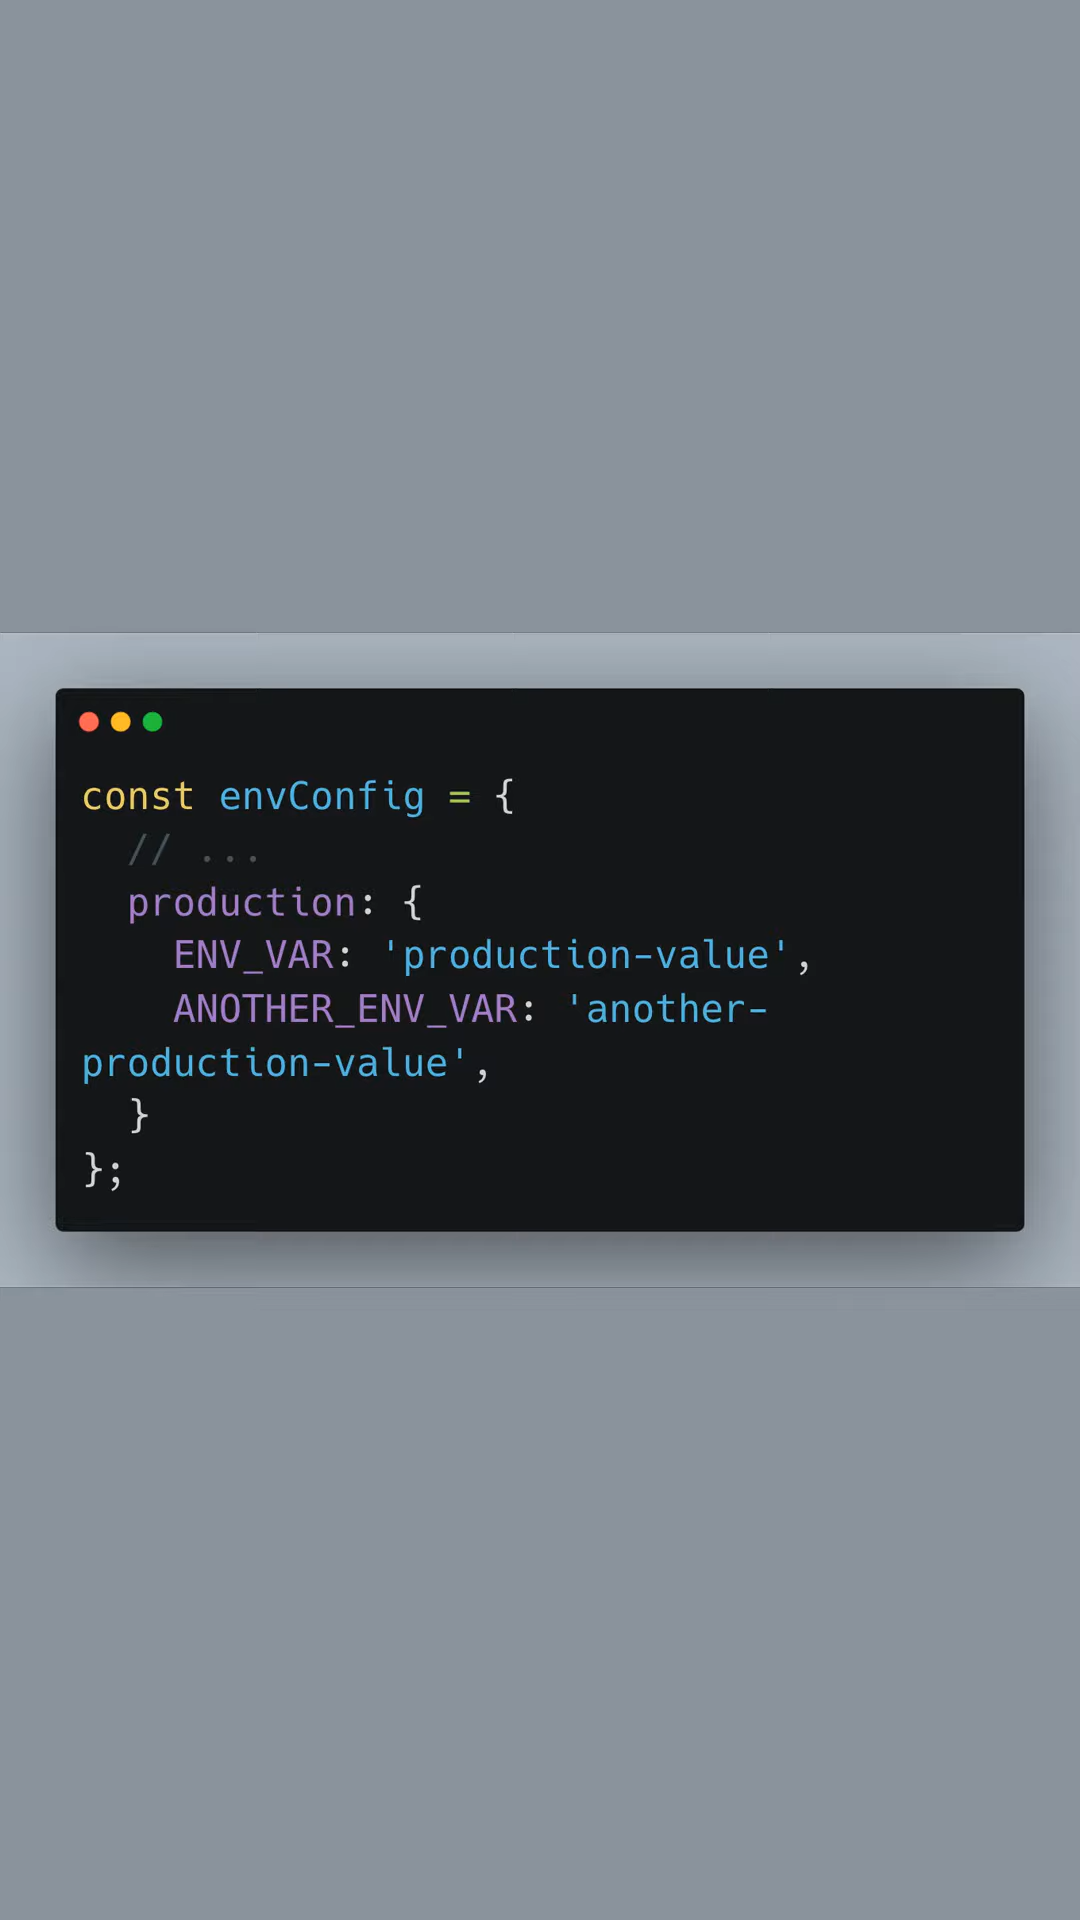 const envConfig = {
  // ...
  production: {
    ENV_VAR: 'production-value',
    ANOTHER_ENV_VAR: 'another-
production-value',
  }
};